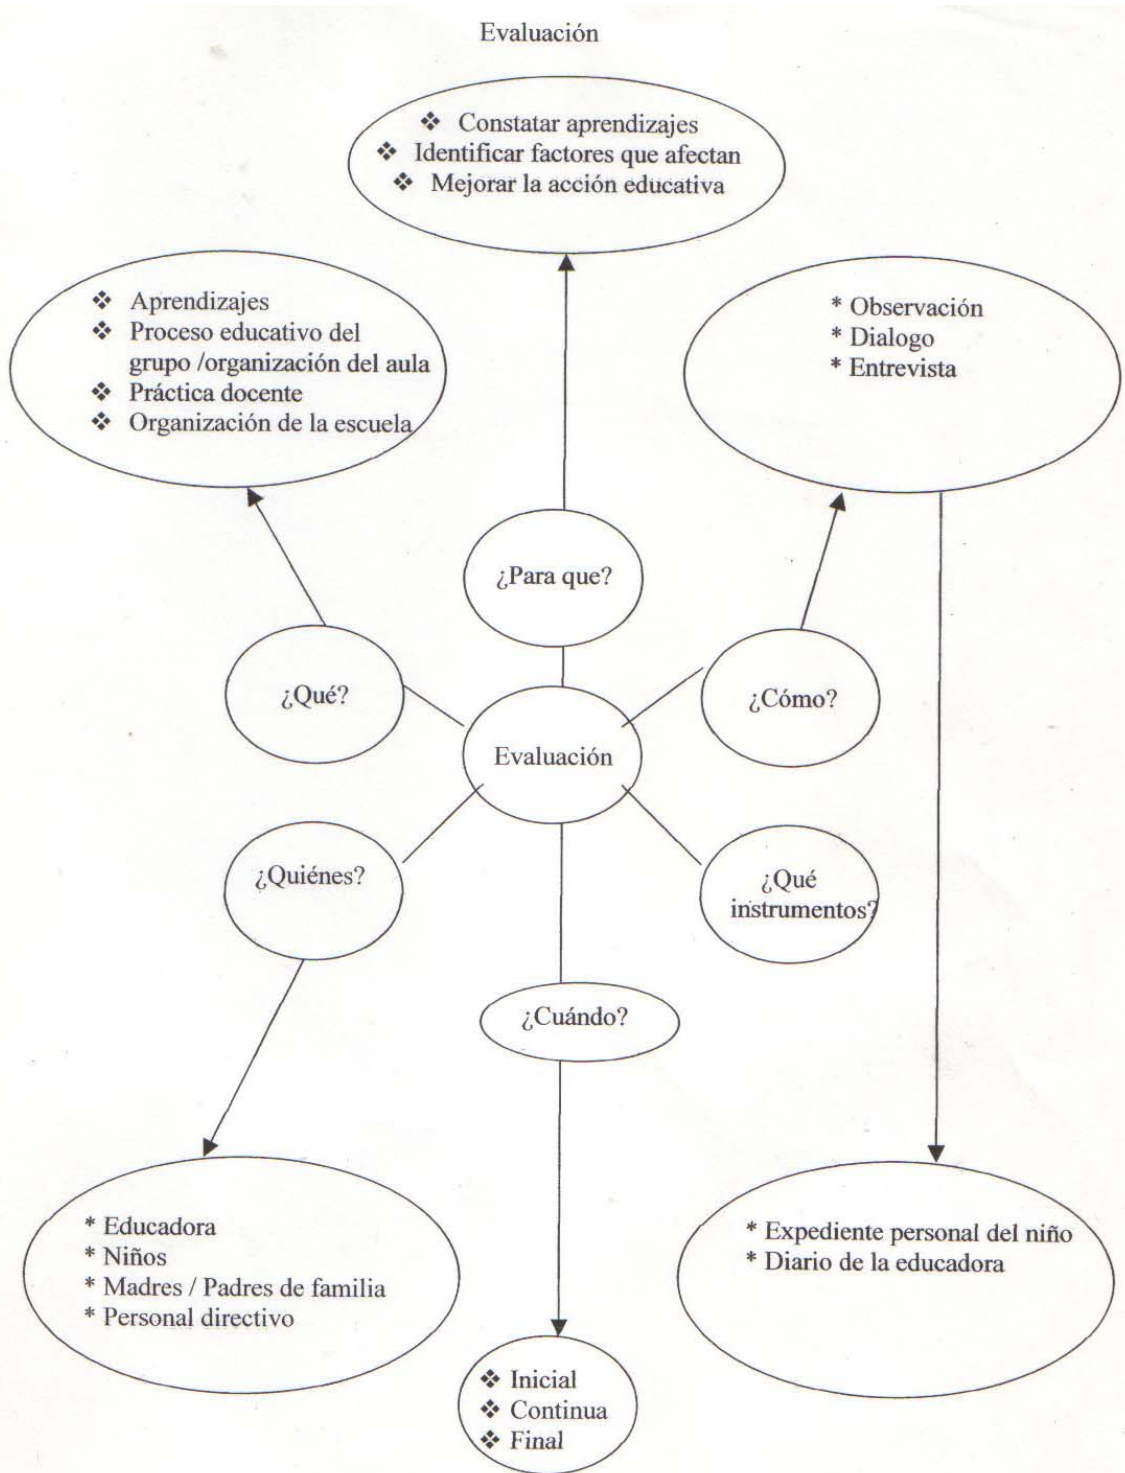 Evaluación
❖ Constatar aprendizajes
❖ Identificar factores que afectan
❖ Mejorar la acción educativa
❖ Aprendizajes
❖ Proceso educativo del
grupo /organización del aula
❖ Práctica docente
❖ Organización de la escuela
* Observación
* Dialogo
* Entrevista
¿Para que?
¿Qué?
¿Cómo?
Evaluación
¿Quiénes?
¿Qué
instrumentos?
¿Cuándo?
* Educadora
* Niños
* Madres / Padres de familia
* Personal directivo
* Expediente personal del niño
* Diario de la educadora
❖ Inicial
❖ Continua
❖ Final